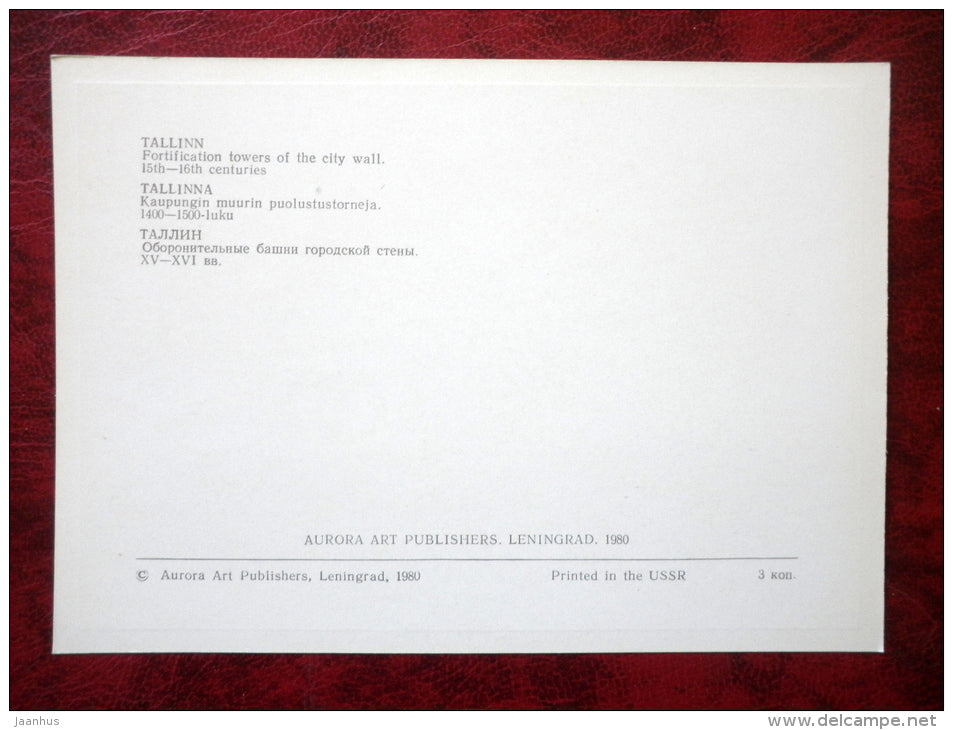 TALLINN
Fortification towers of the city wall.
15th—16th centuries
TALLINNA
Kaupungin muurin puolustustorneja.
1400—1500-luku
ТАЛЛИН
Оборонительные башни городской стены.
XV—XVI вв.
AURORA ART PUBLISHERS. LENINGRAD. 1980
© Aurora Art Publishers, Leningrad, 1980 Printed in the USSR 3 коп.
jaanhus www.delcampe.net